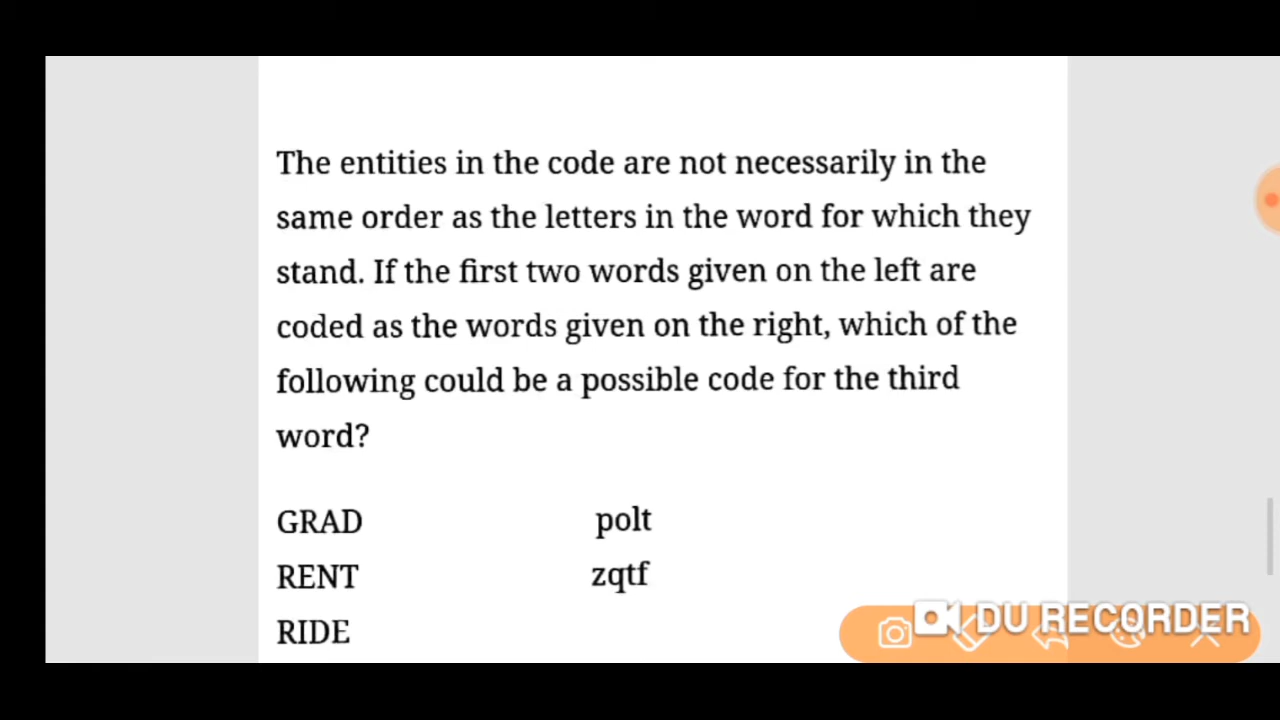 The entities in the code are not necessarily in the
same order as the letters in the word for which they
stand. If the first two words given on the left are
coded as the words given on the right, which of the
following could be a possible code for the third
word?
GRAD polt
RENT zqtf
RIDE
DU RECORDER